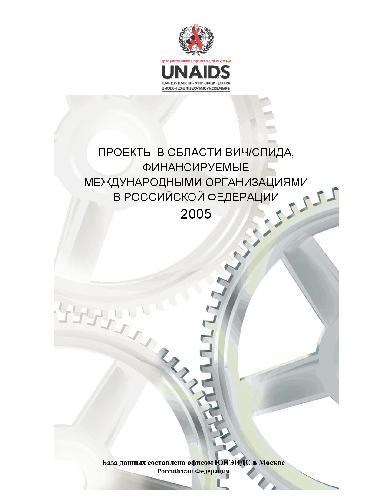 UNAIDS
ПРОЕКТЫ В ОБЛАСТИ ВИЧ/СПИДА,
ФИНАНСИРУЕМЫЕ
МЕЖДУНАРОДНЫМИ ОРГАНИЗАЦИЯМИ
В РОССИЙСКОЙ ФЕДЕРАЦИИ
2005
База данных составлена офисом ЮНЭЙДС в Москве
Российская Федерация